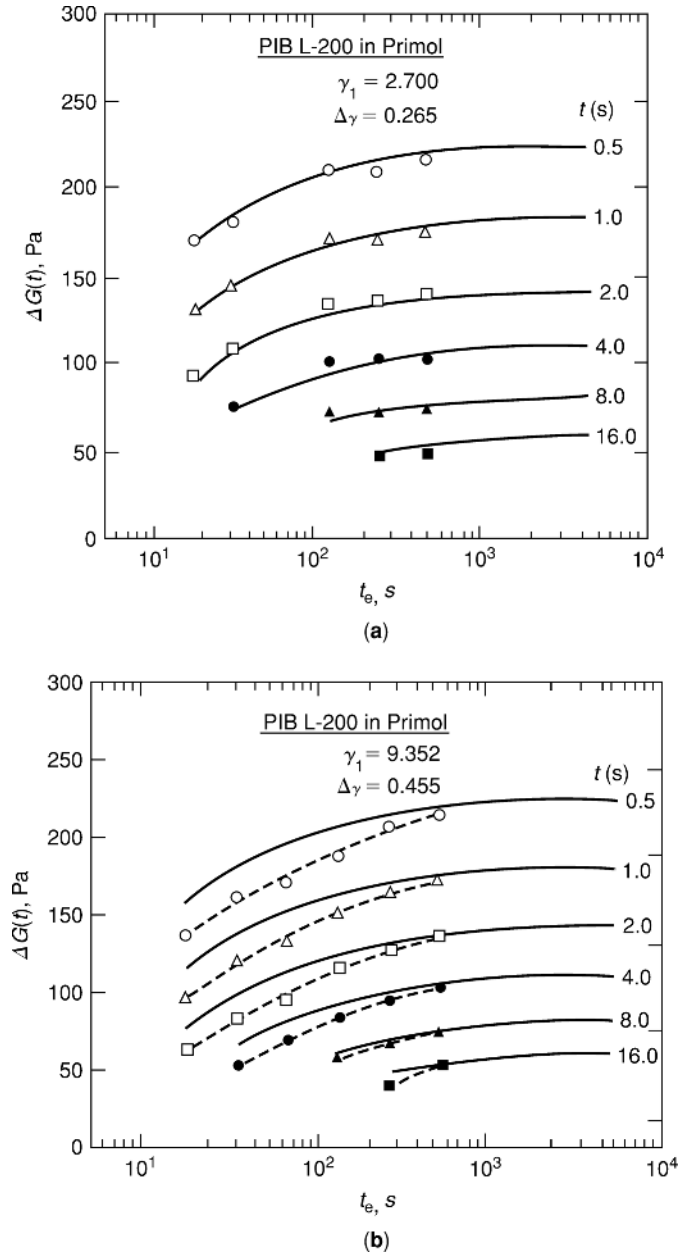 300
PIB L-200 in Primol
γ₁ = 2.700
Δγ = 0.265
t (s)
250
0.5
200
1.0
150
2.0
ΔG(t), Pa
100
4.0
8.0
50
16.0
0
10¹
10²
10³
10⁴
tₑ, s
(a)
300
PIB L-200 in Primol
γ₁ = 9.352
Δγ = 0.455
t (s)
250
0.5
200
1.0
150
2.0
ΔG(t), Pa
100
4.0
8.0
50
16.0
0
10¹
10²
10³
10⁴
tₑ, s
(b)